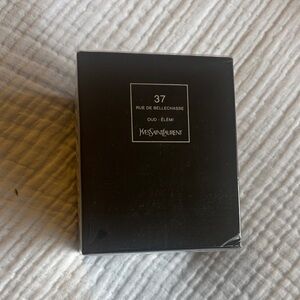 37
RUE DE BELLECHASSE
OUD - ÉLÉMI
YVESSAINTLAURENT